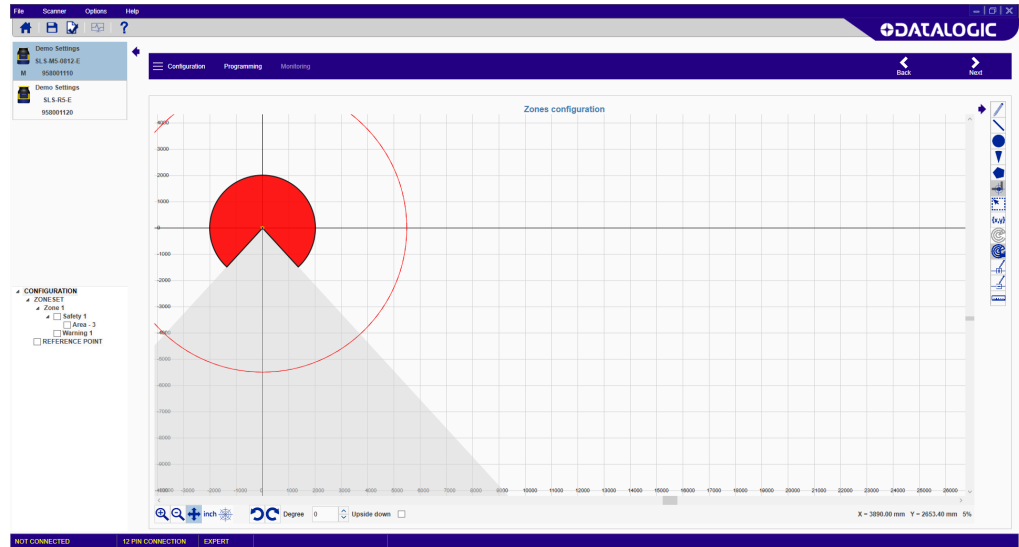 File Scanner Options Help
DATALOGIC
Demo Settings
SLS-M5-0812-E
M 958001110
Demo Settings
SLS-R5-E
958001120
Configuration Programming Monitoring
Back Next
Zones configuration
4000
3000
2000
1000
0
-1000
-2000
-3000
-4000
-5000
-6000
-7000
-8000
-9000
-3000 -2000 -1000 0 1000 2000 3000 4000 5000 6000 7000 8000 9000 10000 11000 12000 13000 14000 15000 16000 17000 18000 19000 20000 21000 22000 23000 24000 25000 26000
{x,y}
CONFIGURATION
ZONESET
Zone 1
Safety 1
Area - 3
Warning 1
REFERENCE POINT
inch Degree 0 Upside down
X = 3890.00 mm Y = 2653.40 mm 5%
NOT CONNECTED 12 PIN CONNECTION EXPERT